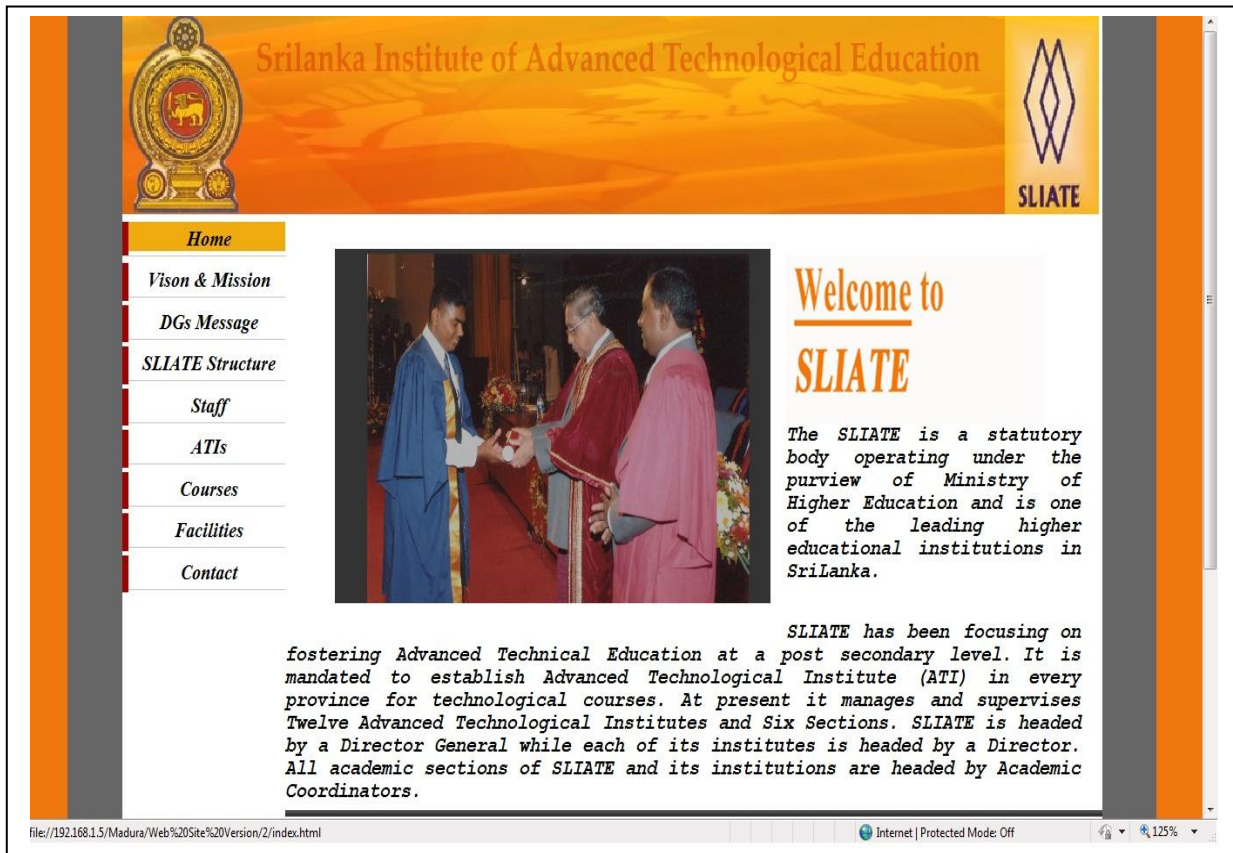 Srilanka Institute of Advanced Technological Education
SLIATE
Home
Vison & Mission
DGs Message
SLIATE Structure
Staff
ATIs
Courses
Facilities
Contact
Welcome to
SLIATE
The SLIATE is a statutory
body operating under the
purview of Ministry of
Higher Education and is one
of the leading higher
educational institutions in
SriLanka.
SLIATE has been focusing on
fostering Advanced Technical Education at a post secondary level. It is
mandated to establish Advanced Technological Institute (ATI) in every
province for technological courses. At present it manages and supervises
Twelve Advanced Technological Institutes and Six Sections. SLIATE is headed
by a Director General while each of its institutes is headed by a Director.
All academic sections of SLIATE and its institutions are headed by Academic
Coordinators.
file://192.168.1.5/Madura/Web%20Site%20Version/2/index.html
Internet | Protected Mode: Off
125%